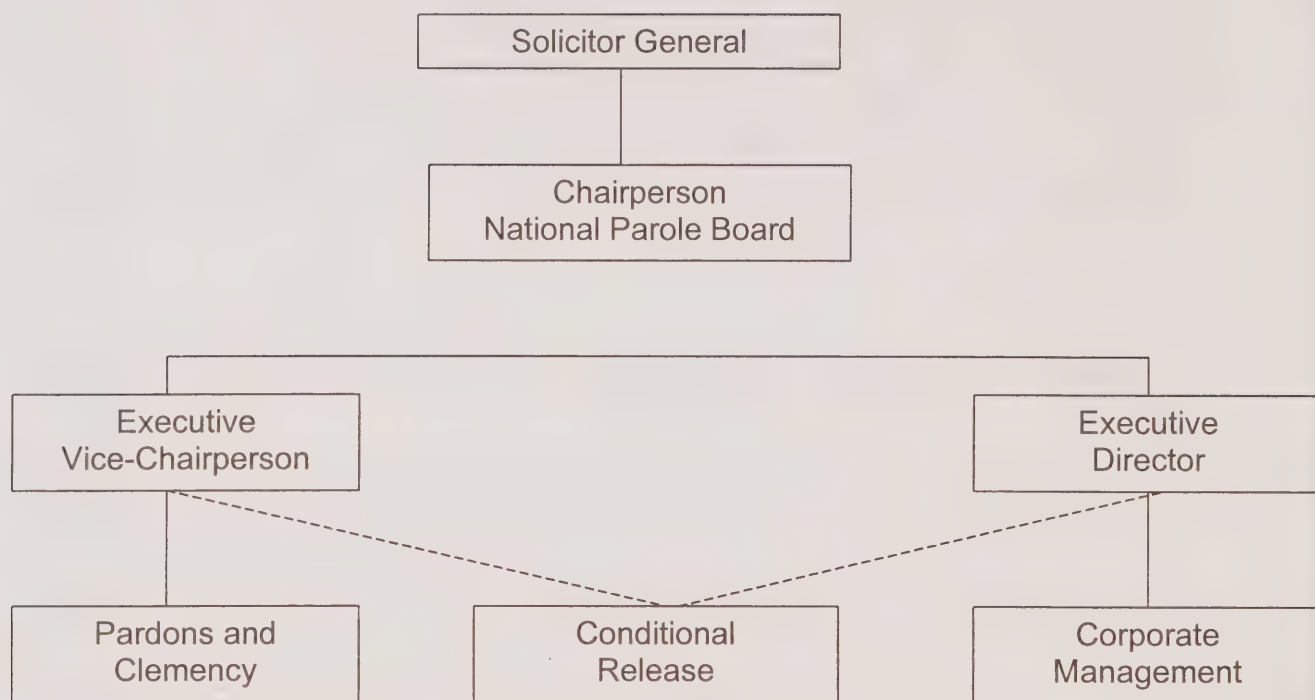 Solicitor General
Chairperson
National Parole Board
Executive
Vice-Chairperson
Executive
Director
Pardons and
Clemency
Conditional
Release
Corporate
Management